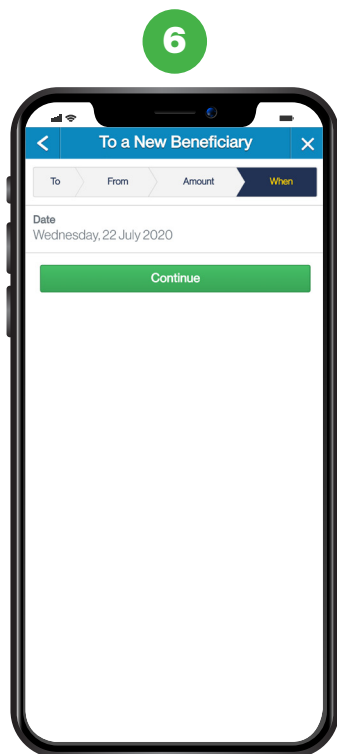 6
To a New Beneficiary
To From Amount When
Date
Wednesday, 22 July 2020
Continue